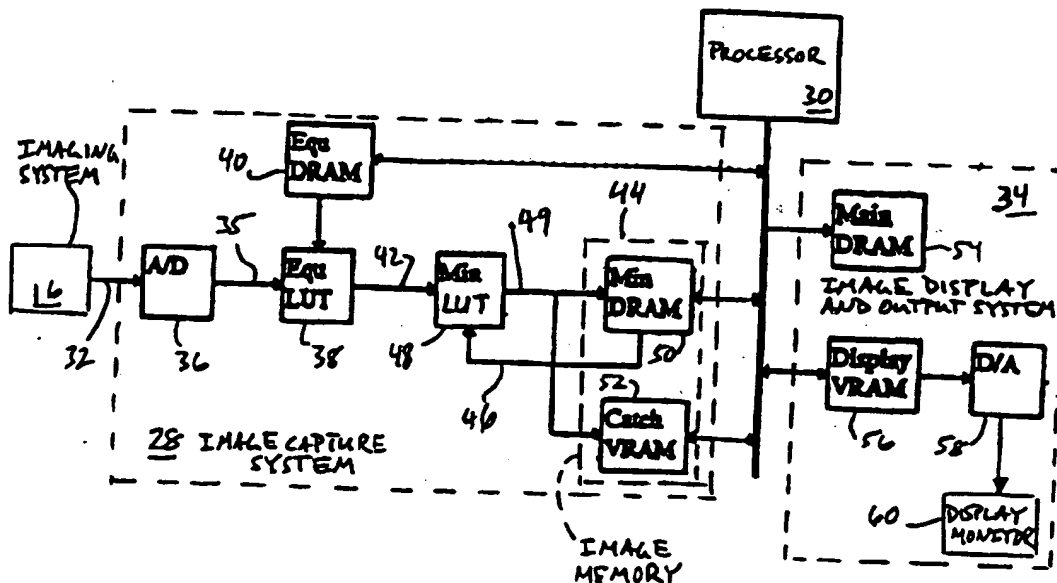 PROCESSOR
30
IMAGING
SYSTEM
16
32
A/D
36
35
Equ
DRAM
40
Equ
LUT
38
42
Min
LUT
48
49
46
44
Min
DRAM
50
52
Catch
VRAM
28 IMAGE CAPTURE
SYSTEM
IMAGE
MEMORY
34
Main
DRAM
54
IMAGE DISPLAY
AND OUTPUT SYSTEM
Display
VRAM
56
D/A
58
60
DISPLAY
MONITOR